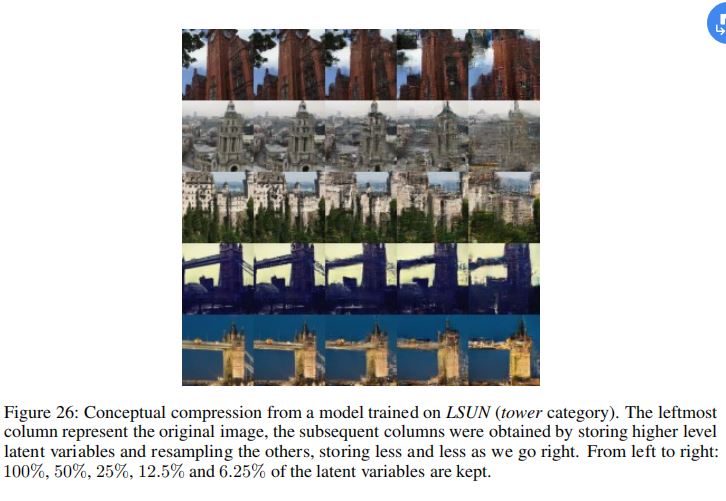 Figure 26: Conceptual compression from a model trained on LSUN (tower category). The leftmost
column represent the original image, the subsequent columns were obtained by storing higher level
latent variables and resampling the others, storing less and less as we go right. From left to right:
100%, 50%, 25%, 12.5% and 6.25% of the latent variables are kept.